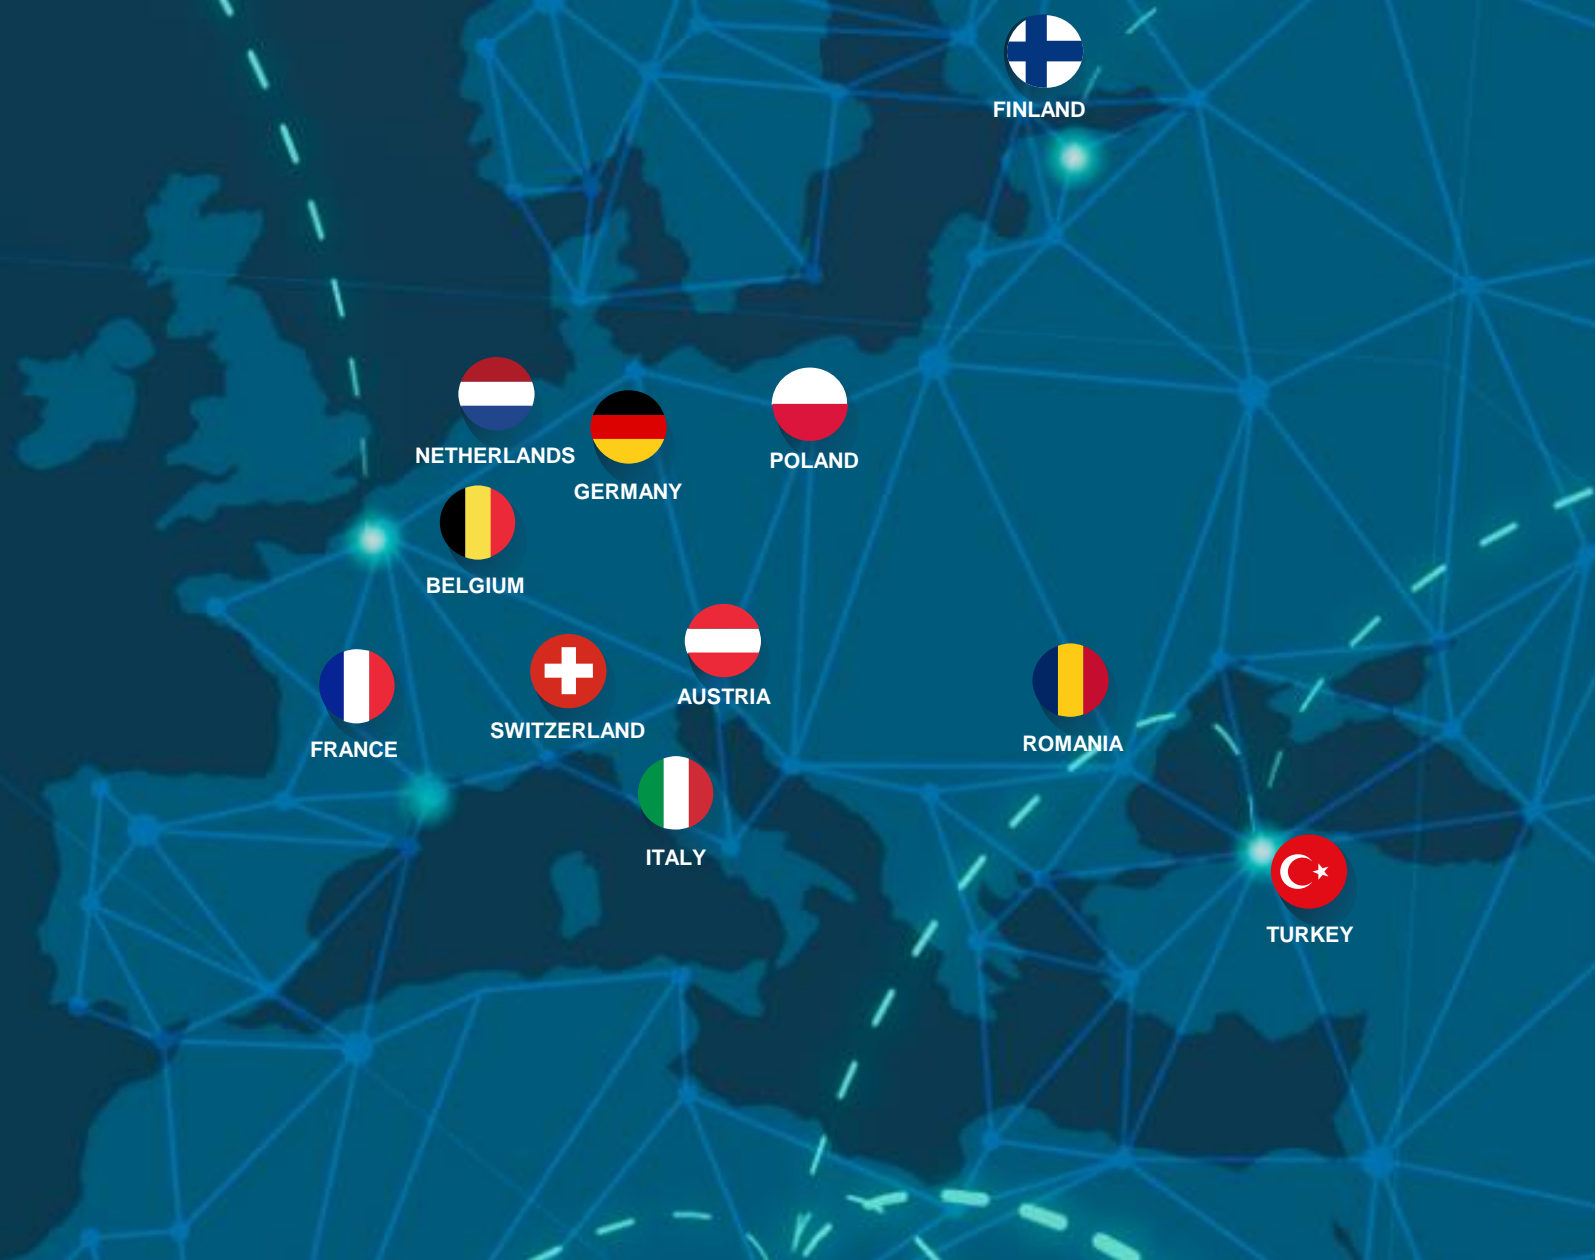 FINLAND
NETHERLANDS
POLAND
GERMANY
BELGIUM
AUSTRIA
SWITZERLAND
ROMANIA
FRANCE
ITALY
TURKEY